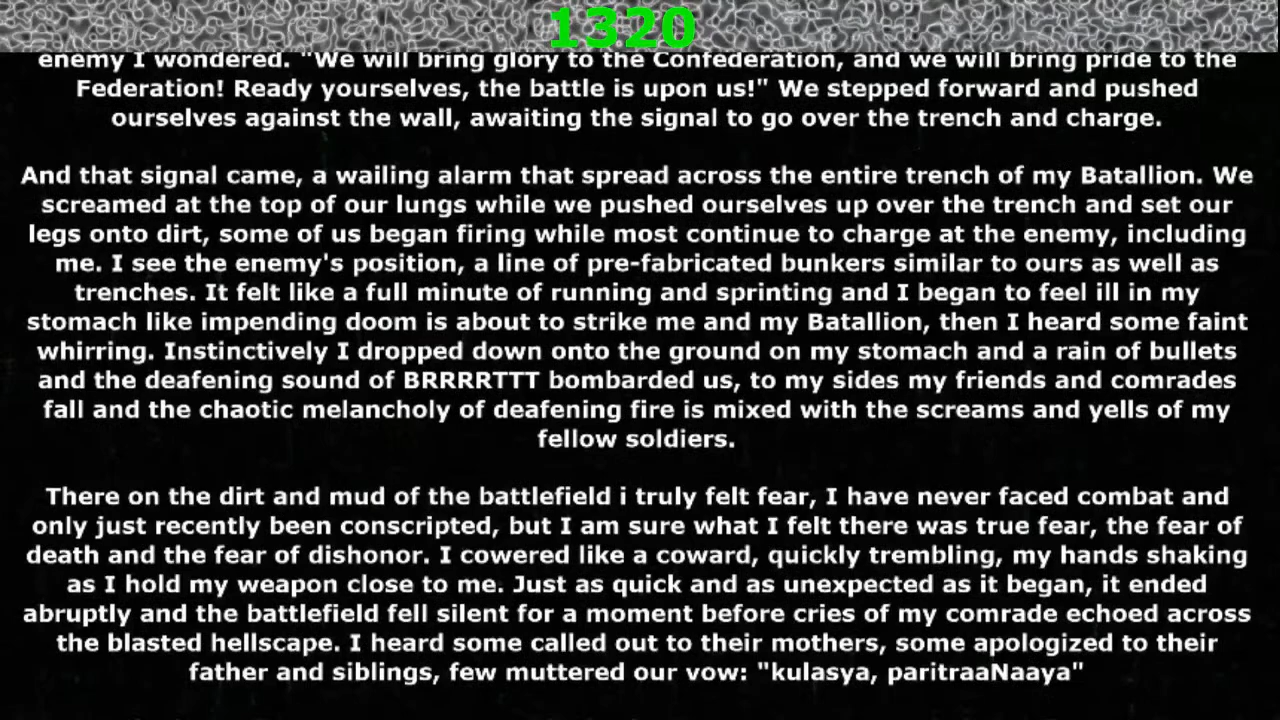 1320
enemy I wondered. "We will bring glory to the Confederation, and we will bring pride to the
Federation! Ready yourselves, the battle is upon us!" We stepped forward and pushed
ourselves against the wall, awaiting the signal to go over the trench and charge.
And that signal came, a wailing alarm that spread across the entire trench of my Batallion. We
screamed at the top of our lungs while we pushed ourselves up over the trench and set our
legs onto dirt, some of us began firing while most continue to charge at the enemy, including
me. I see the enemy's position, a line of pre-fabricated bunkers similar to ours as well as
trenches. It felt like a full minute of running and sprinting and I began to feel ill in my
stomach like impending doom is about to strike me and my Batallion, then I heard some faint
whirring. Instinctively I dropped down onto the ground on my stomach and a rain of bullets
and the deafening sound of BRRRRTTT bombarded us, to my sides my friends and comrades
fall and the chaotic melancholy of deafening fire is mixed with the screams and yells of my
fellow soldiers.
There on the dirt and mud of the battlefield i truly felt fear, I have never faced combat and
only just recently been conscripted, but I am sure what I felt there was true fear, the fear of
death and the fear of dishonor. I cowered like a coward, quickly trembling, my hands shaking
as I hold my weapon close to me. Just as quick and as unexpected as it began, it ended
abruptly and the battlefield fell silent for a moment before cries of my comrade echoed across
the blasted hellscape. I heard some called out to their mothers, some apologized to their
father and siblings, few muttered our vow: "kulasya, paritraaNaaya"